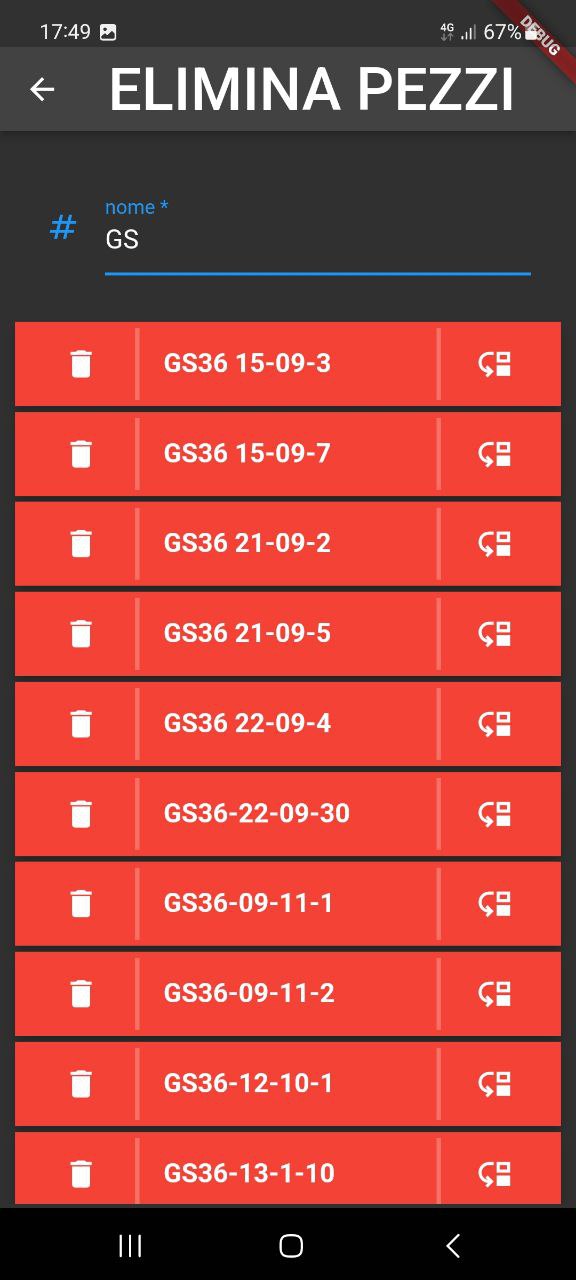 17:49 4G 67%
DEBUG
ELIMINA PEZZI
# nome *
GS
GS36 15-09-3
GS36 15-09-7
GS36 21-09-2
GS36 21-09-5
GS36 22-09-4
GS36-22-09-30
GS36-09-11-1
GS36-09-11-2
GS36-12-10-1
GS36-13-1-10